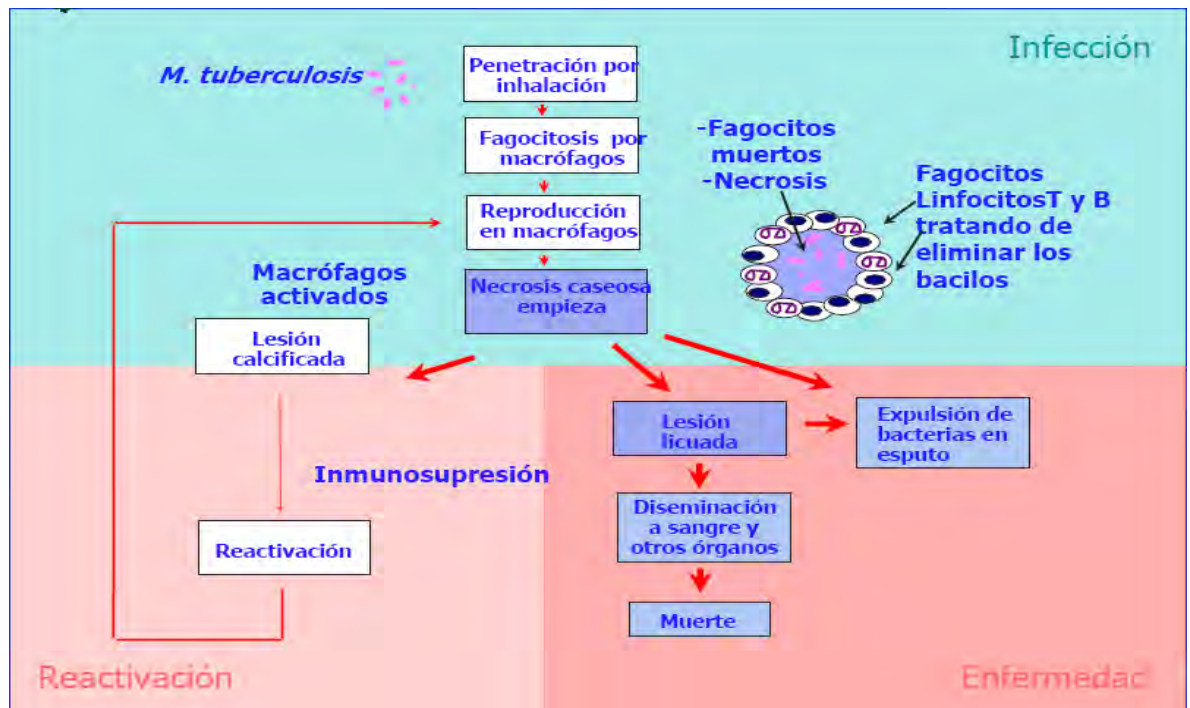 Infección
M. tuberculosis
Penetración por
inhalación
Fagocitosis por
macrófagos
Reproducción
en macrófagos
Necrosis caseosa
empieza
-Fagocitos
muertos
-Necrosis
Fagocitos
LinfocitosT y B
tratando de
eliminar los
bacilos
Macrófagos
activados
Lesión
calcificada
Inmunosupresión
Reactivación
Lesión
licuada
Expulsión de
bacterias en
esputo
Diseminación
a sangre y
otros órganos
Muerte
Reactivación
Enfermedac